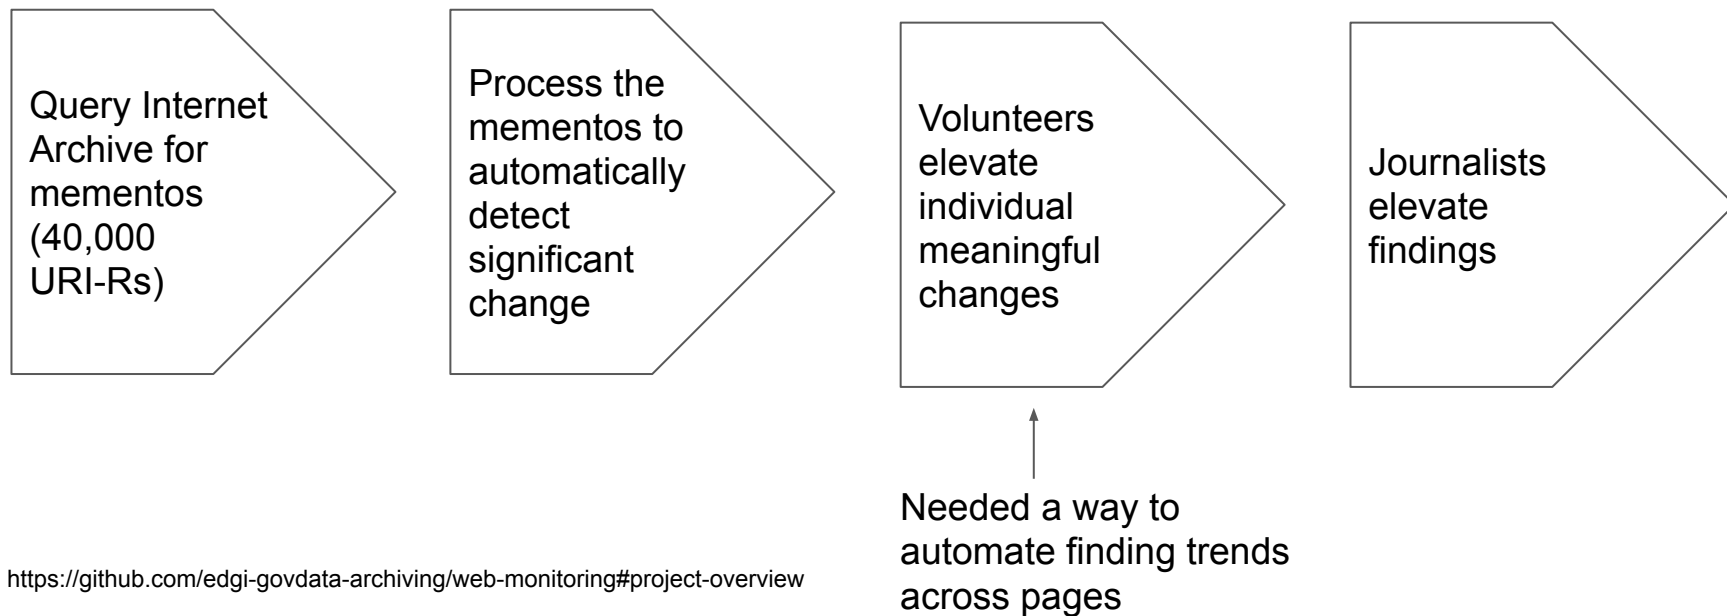 Query Internet
Archive for
mementos
(40,000
URI-Rs)
Process the
mementos to
automatically
detect
significant
change
Volunteers
elevate
individual
meaningful
changes
Journalists
elevate
findings
Needed a way to
automate finding trends
across pages
https://github.com/edgi-govdata-archiving/web-monitoring#project-overview